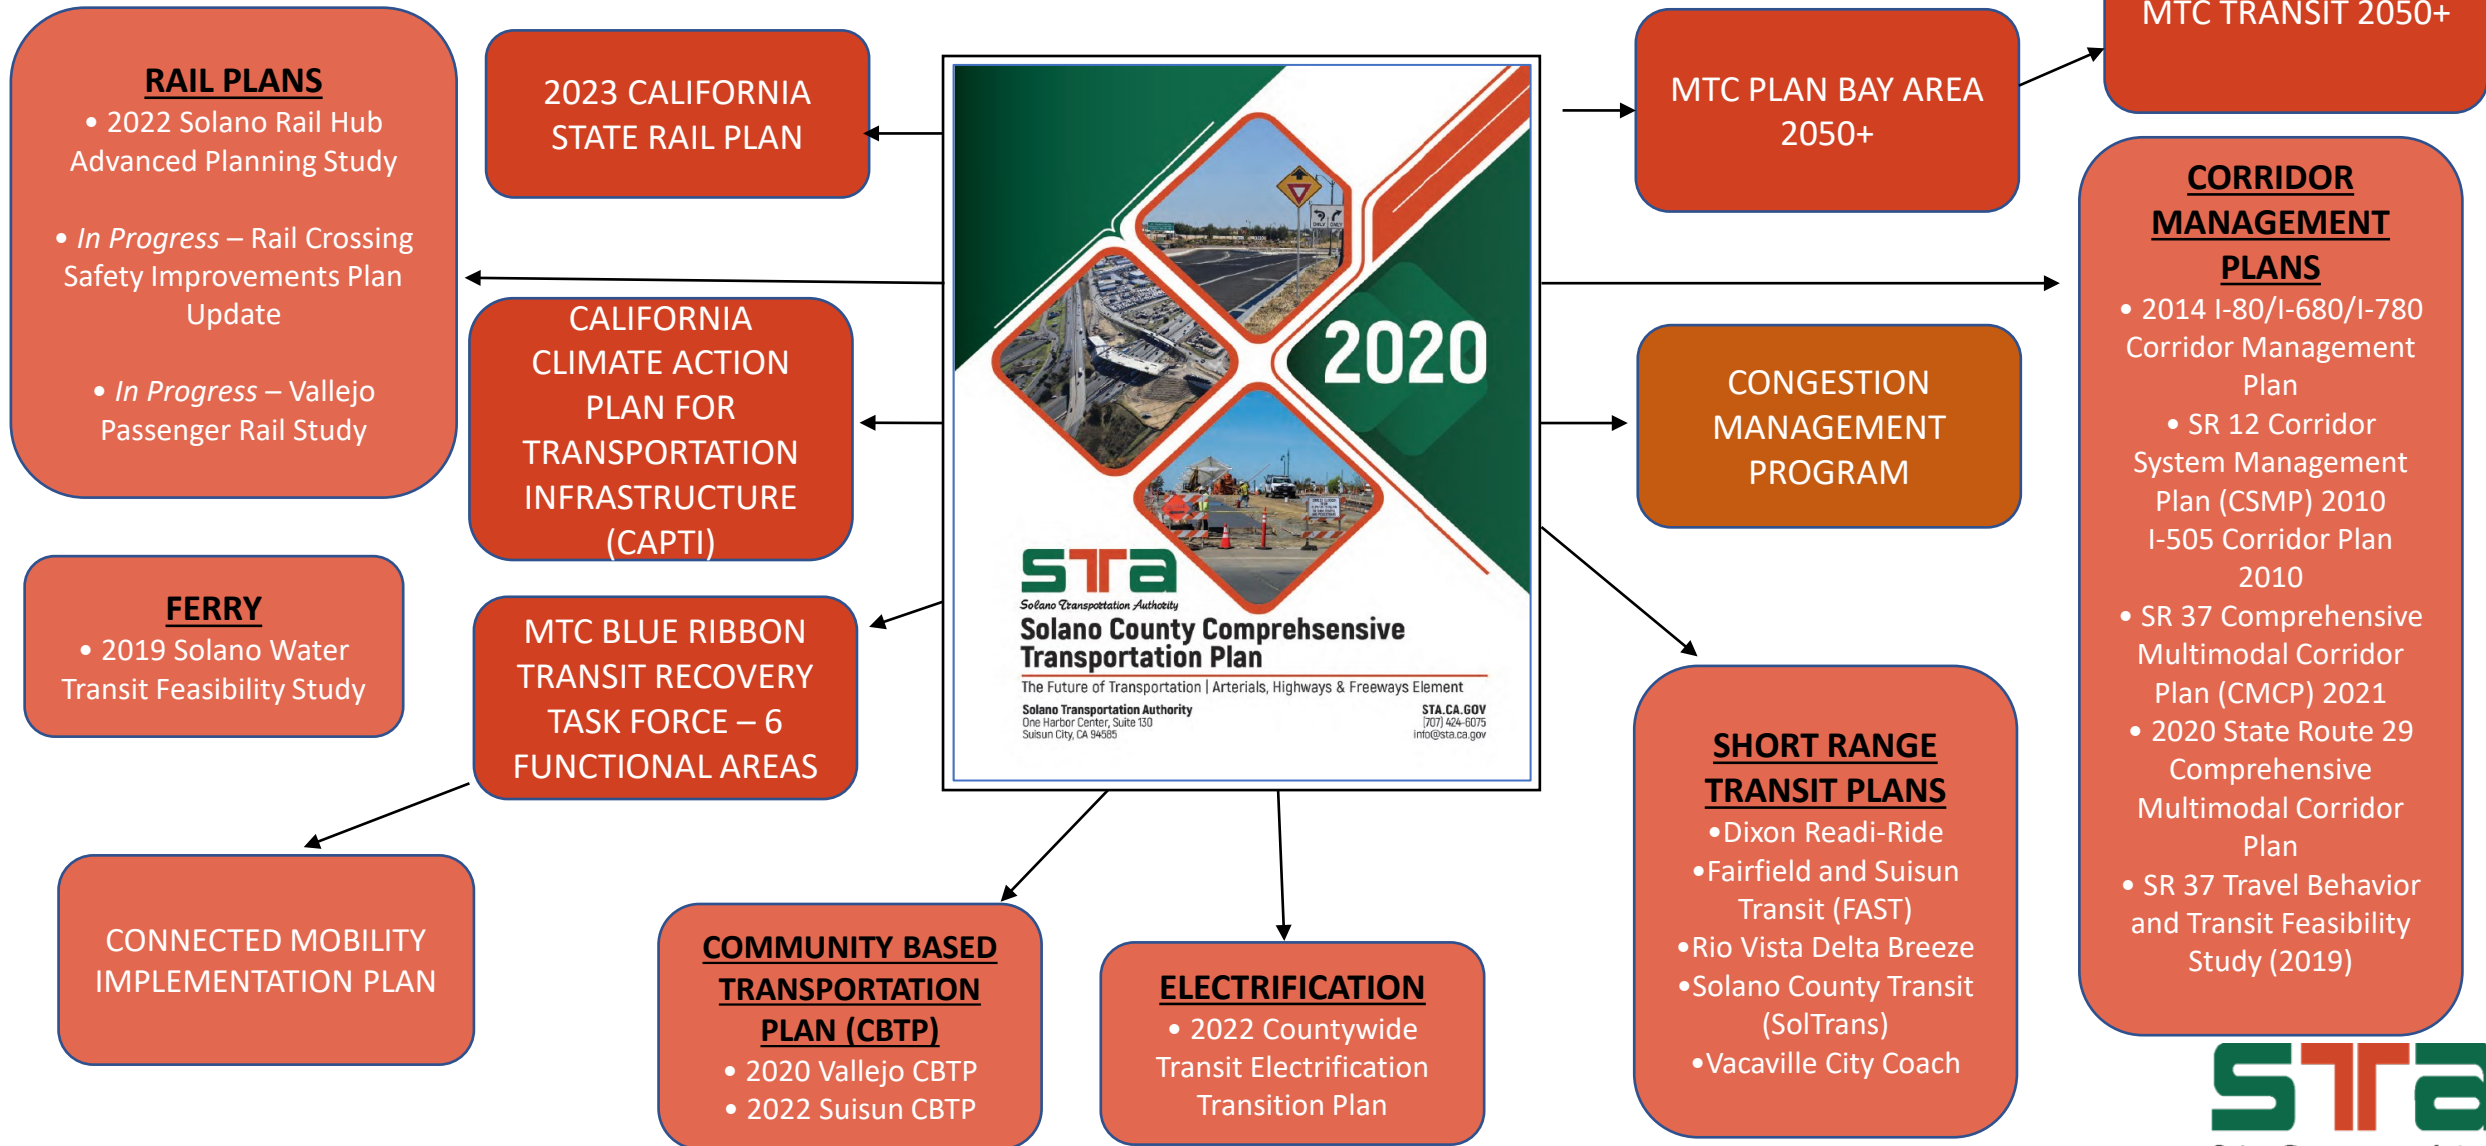 RAIL PLANS
• 2022 Solano Rail Hub
Advanced Planning Study
• In Progress – Rail Crossing
Safety Improvements Plan
Update
• In Progress – Vallejo
Passenger Rail Study
2023 CALIFORNIA
STATE RAIL PLAN
CALIFORNIA
CLIMATE ACTION
PLAN FOR
TRANSPORTATION
INFRASTRUCTURE
(CAPTI)
FERRY
• 2019 Solano Water
Transit Feasibility Study
MTC BLUE RIBBON
TRANSIT RECOVERY
TASK FORCE – 6
FUNCTIONAL AREAS
CONNECTED MOBILITY
IMPLEMENTATION PLAN
2020
ONLY ONLY
STa
Solano Transportation Authority
Solano County Comprehsensive
Transportation Plan
The Future of Transportation | Arterials, Highways & Freeways Element
Solano Transportation Authority
One Harbor Center, Suite 130
Suisun City, CA 94585
STA.CA.GOV
(707) 424-6075
info@sta.ca.gov
COMMUNITY BASED
TRANSPORTATION
PLAN (CBTP)
• 2020 Vallejo CBTP
• 2022 Suisun CBTP
ELECTRIFICATION
• 2022 Countywide
Transit Electrification
Transition Plan
MTC PLAN BAY AREA
2050+
MTC TRANSIT 2050+
CONGESTION
MANAGEMENT
PROGRAM
SHORT RANGE
TRANSIT PLANS
•Dixon Readi-Ride
•Fairfield and Suisun
Transit (FAST)
•Rio Vista Delta Breeze
•Solano County Transit
(SolTrans)
•Vacaville City Coach
CORRIDOR
MANAGEMENT
PLANS
• 2014 I-80/I-680/I-780
Corridor Management
Plan
• SR 12 Corridor
System Management
Plan (CSMP) 2010
I-505 Corridor Plan
2010
• SR 37 Comprehensive
Multimodal Corridor
Plan (CMCP) 2021
• 2020 State Route 29
Comprehensive
Multimodal Corridor
Plan
• SR 37 Travel Behavior
and Transit Feasibility
Study (2019)
STa